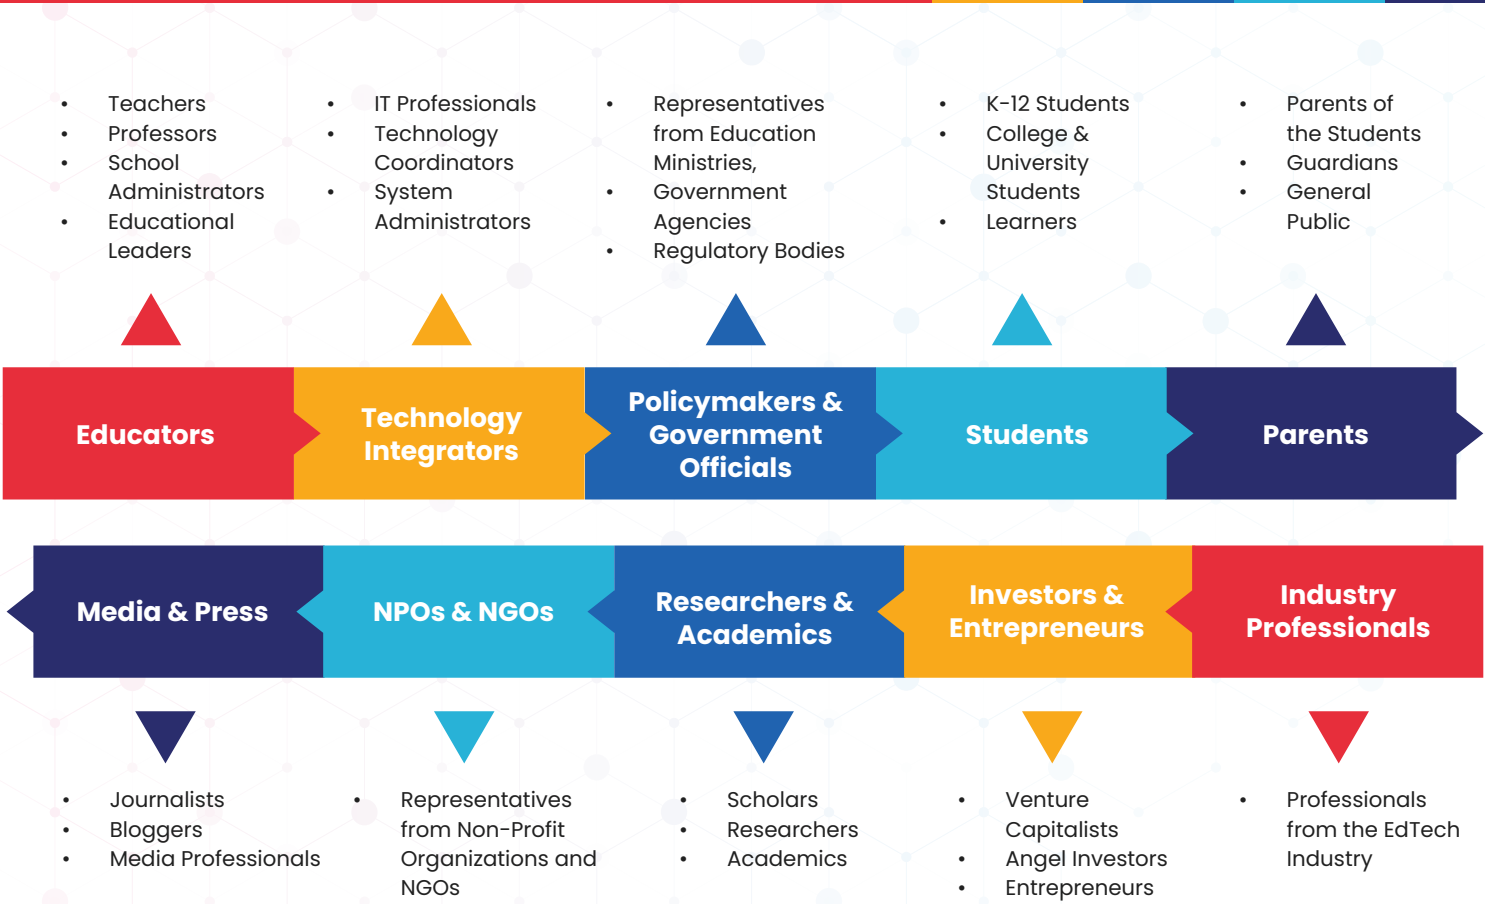 • Teachers
• Professors
• School
Administrators
• Educational
Leaders
• IT Professionals
• Technology
Coordinators
• System
Administrators
• Representatives
from Education
Ministries,
• Government
Agencies
• Regulatory Bodies
• K-12 Students
• College &
University
Students
• Learners
• Parents of
the Students
• Guardians
• General
Public
Educators
Technology
Integrators
Policymakers &
Government
Officials
Students
Parents
Media & Press
NPOs & NGOs
Researchers &
Academics
Investors &
Entrepreneurs
Industry
Professionals
• Journalists
• Bloggers
• Media Professionals
• Representatives
from Non-Profit
Organizations and
NGOs
• Scholars
• Researchers
• Academics
• Venture
Capitalists
• Angel Investors
• Entrepreneurs
• Professionals
from the EdTech
Industry